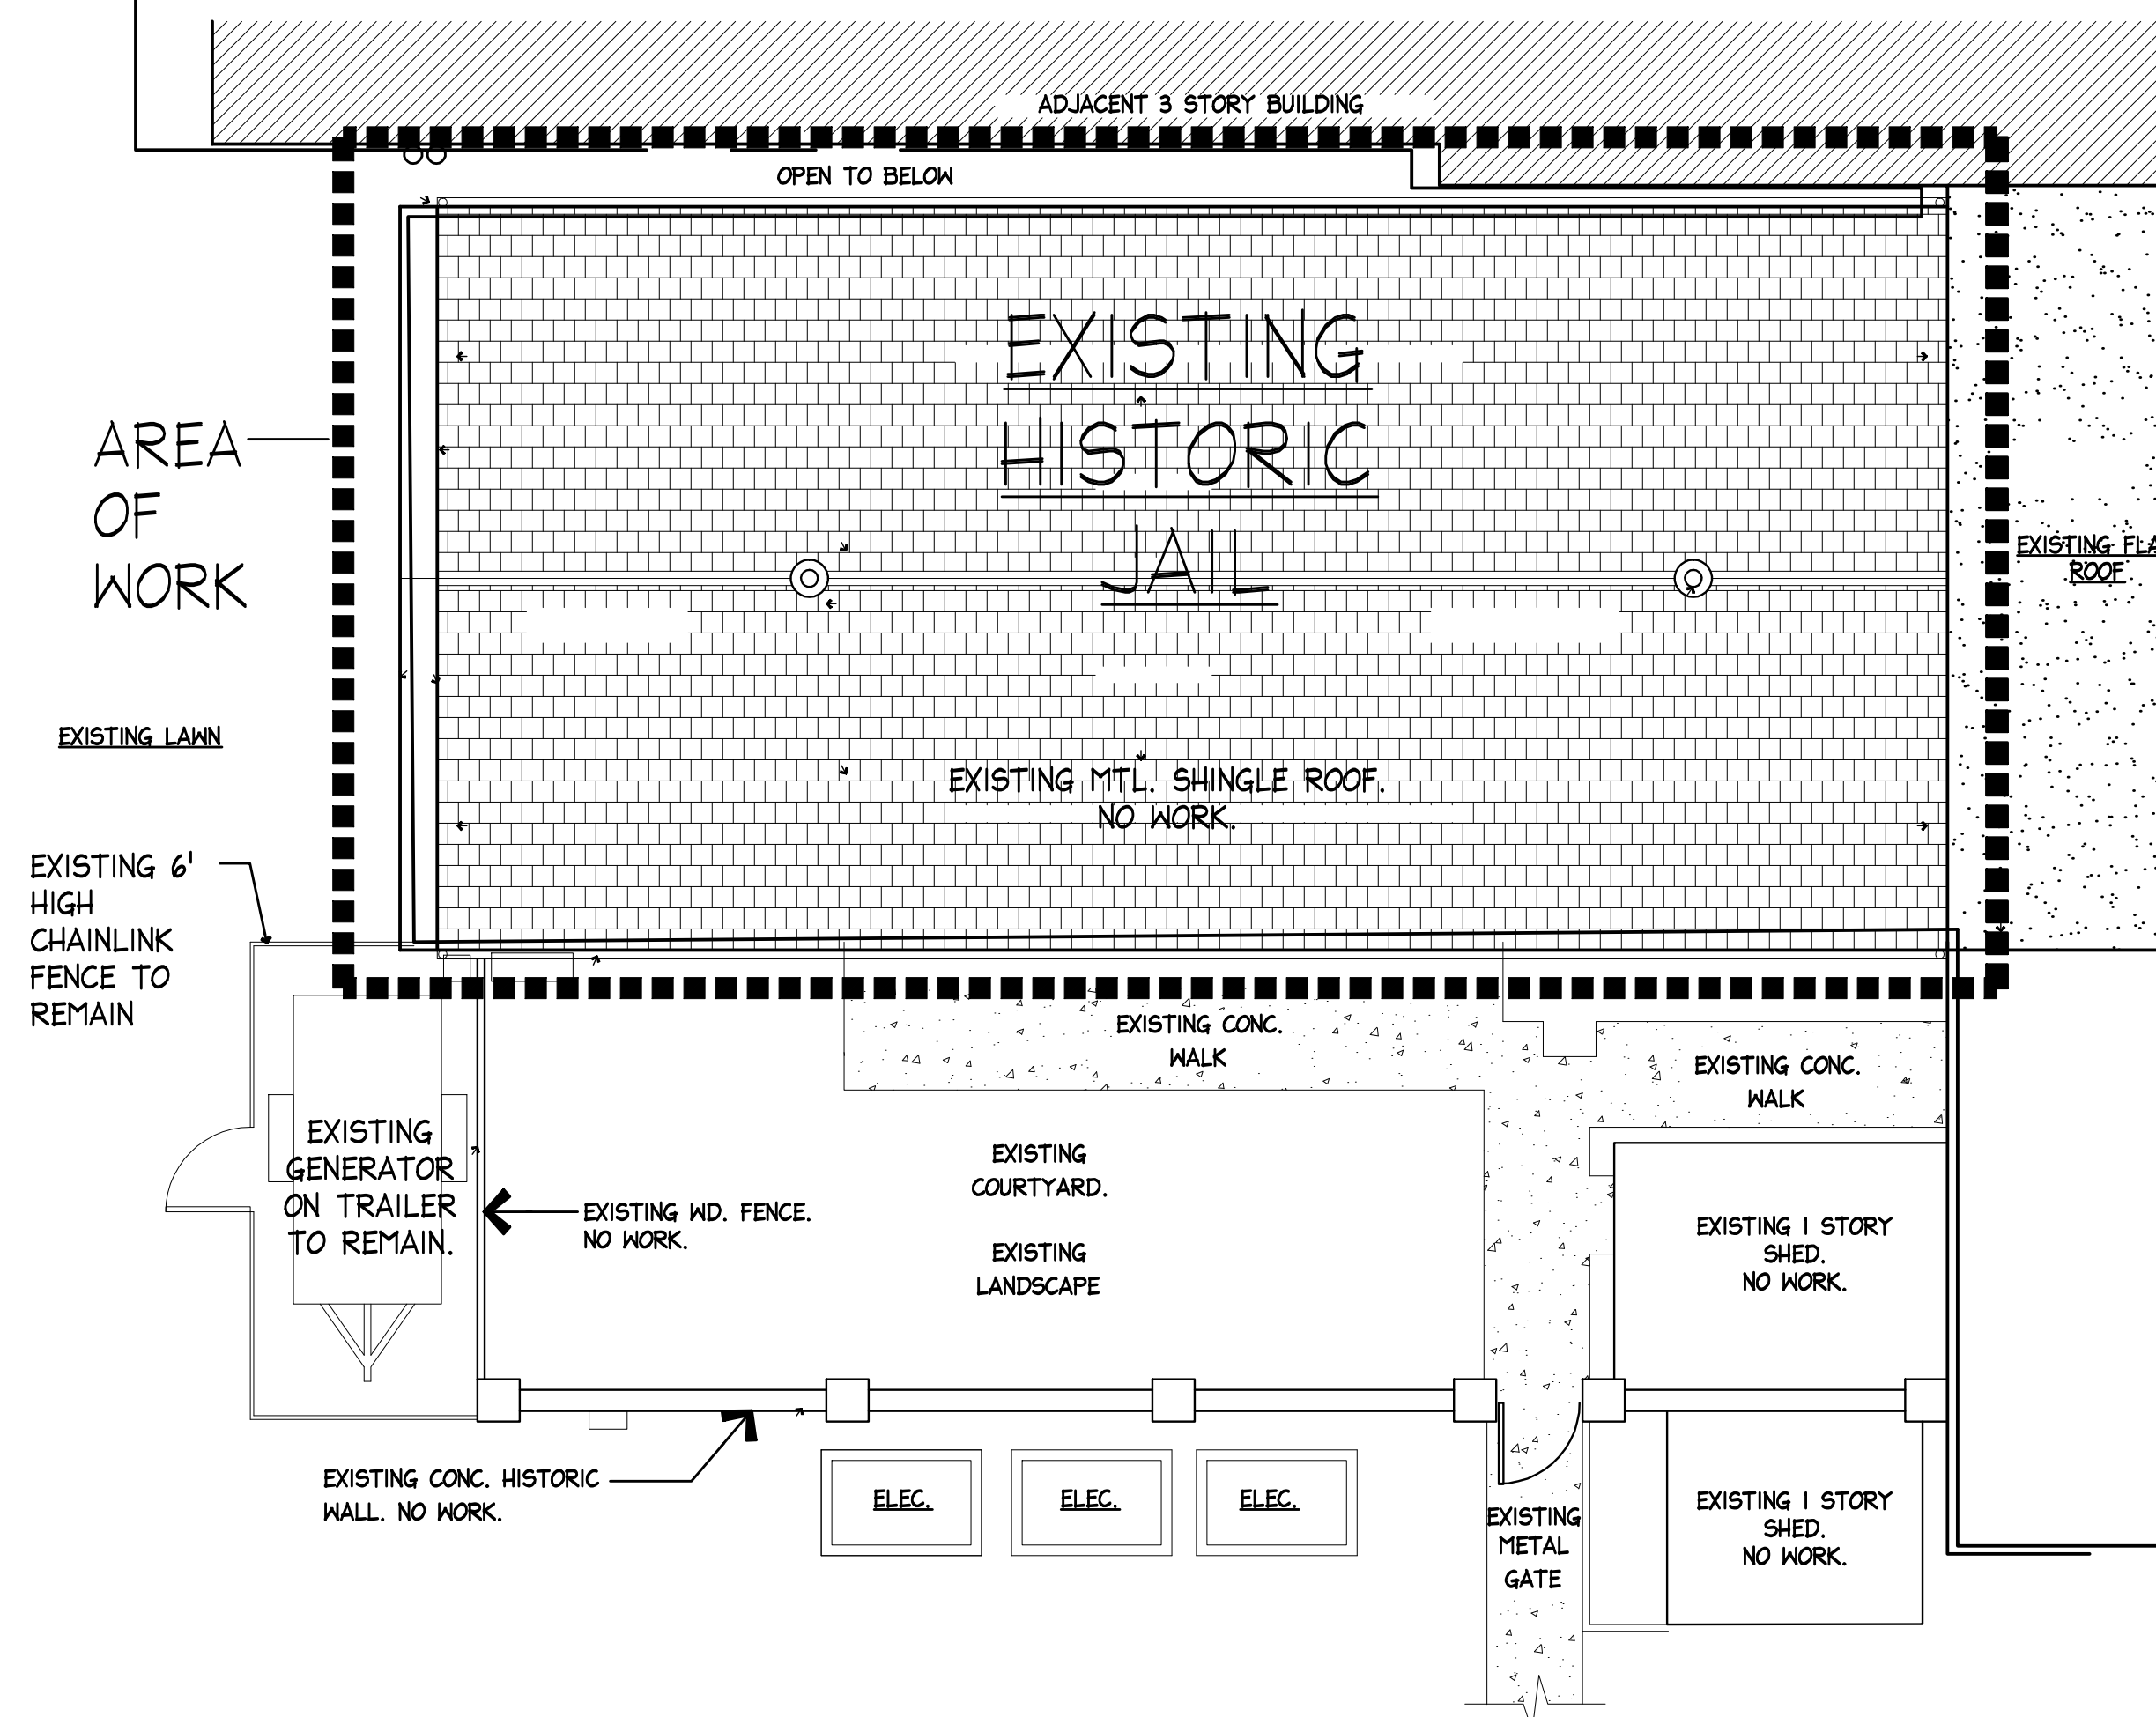 ADJACENT 3 STORY BUILDING
OPEN TO BELOW
EXISTING
HISTORIC
JAIL
AREA
OF
WORK
EXISTING FLA
ROOF
EXISTING LAWN
EXISTING MTL. SHINGLE ROOF.
NO WORK.
EXISTING 6'
HIGH
CHAINLINK
FENCE TO
REMAIN
EXISTING CONC.
WALK
EXISTING CONC.
WALK
EXISTING
GENERATOR
ON TRAILER
TO REMAIN.
EXISTING WD. FENCE.
NO WORK.
EXISTING
COURTYARD.
EXISTING
LANDSCAPE
EXISTING 1 STORY
SHED.
NO WORK.
EXISTING CONC. HISTORIC
WALL. NO WORK.
ELEC.
ELEC.
ELEC.
EXISTING
METAL
GATE
EXISTING 1 STORY
SHED.
NO WORK.